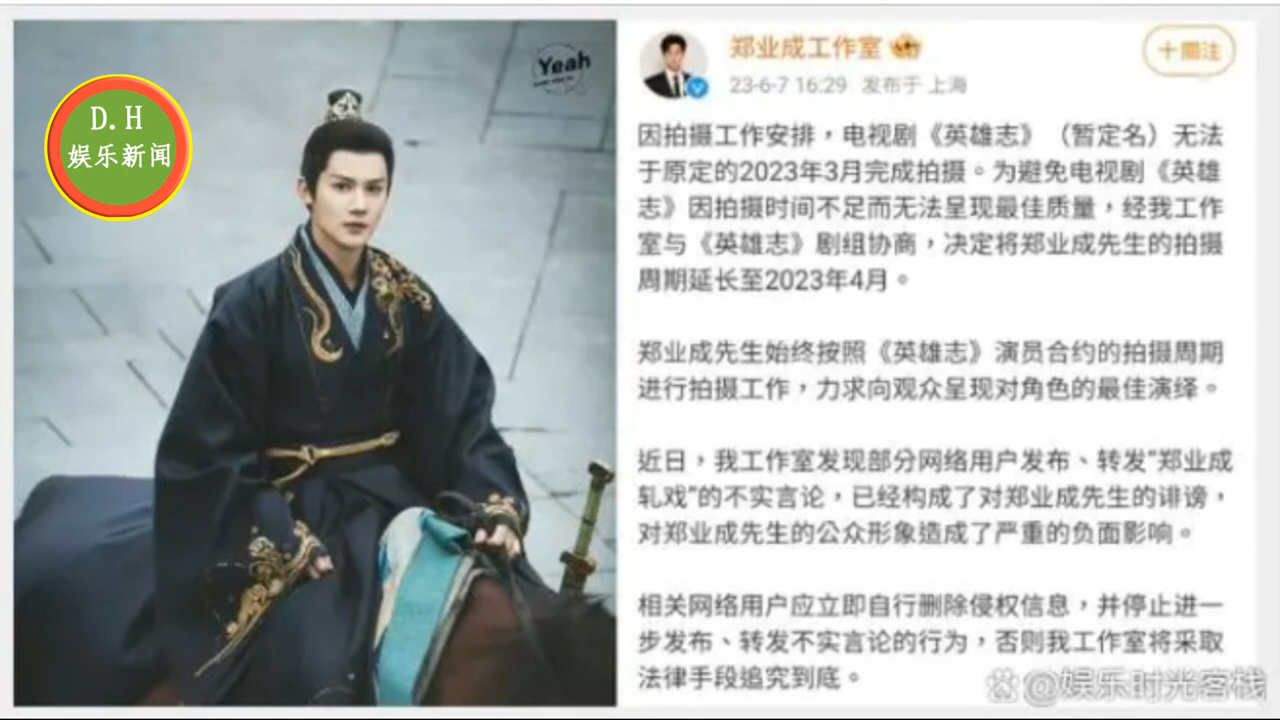 D.H
娱乐新闻
Yeah
郑业成工作室
23-6-7 16:29 发布于 上海
十關注
因拍摄工作安排，电视剧《英雄志》（暂定名）无法
于原定的2023年3月完成拍摄。为避免电视剧《英雄
志》因拍摄时间不足而无法呈现最佳质量，经我工作
室与《英雄志》剧组协商，决定将郑业成先生的拍摄
周期延长至2023年4月。
郑业成先生始终按照《英雄志》演员合约的拍摄周期
进行拍摄工作，力求向观众呈现对角色的最佳演绎。
近日，我工作室发现部分网络用户发布、转发“郑业成
轧戏”的不实言论，已经构成了对郑业成先生的诽谤，
对郑业成先生的公众形象造成了严重的负面影响。
相关网络用户应立即自行删除侵权信息，并停止进一
步发布、转发不实言论的行为，否则我工作室将采取
法律手段追究到底。
@娱乐时光客栈